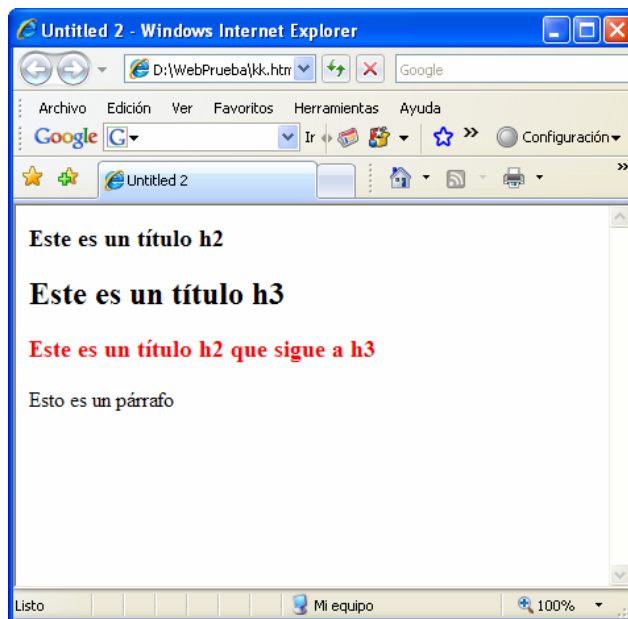 Untitled 2 - Windows Internet Explorer
D:\WebPrueba\kk.htm Google
Archivo Edición Ver Favoritos Herramientas Ayuda
Google G Ir » Configuración
Untitled 2 »
Este es un título h2
Este es un título h3
Este es un título h2 que sigue a h3
Esto es un párrafo
Listo Mi equipo 100%